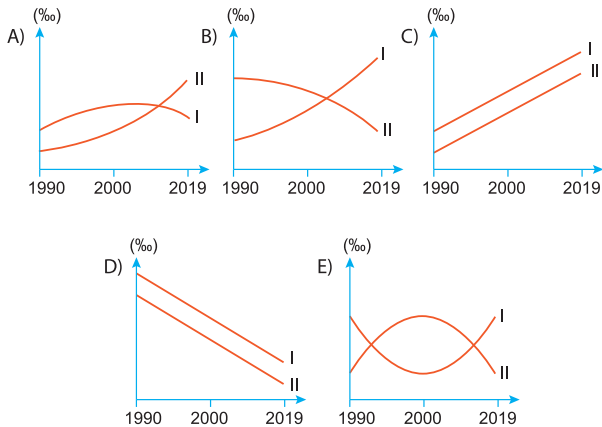 A) (‰) II I 1990 2000 2019
B) (‰) I II 1990 2000 2019
C) (‰) I II 1990 2000 2019
D) (‰) I II 1990 2000 2019
E) (‰) I II 1990 2000 2019